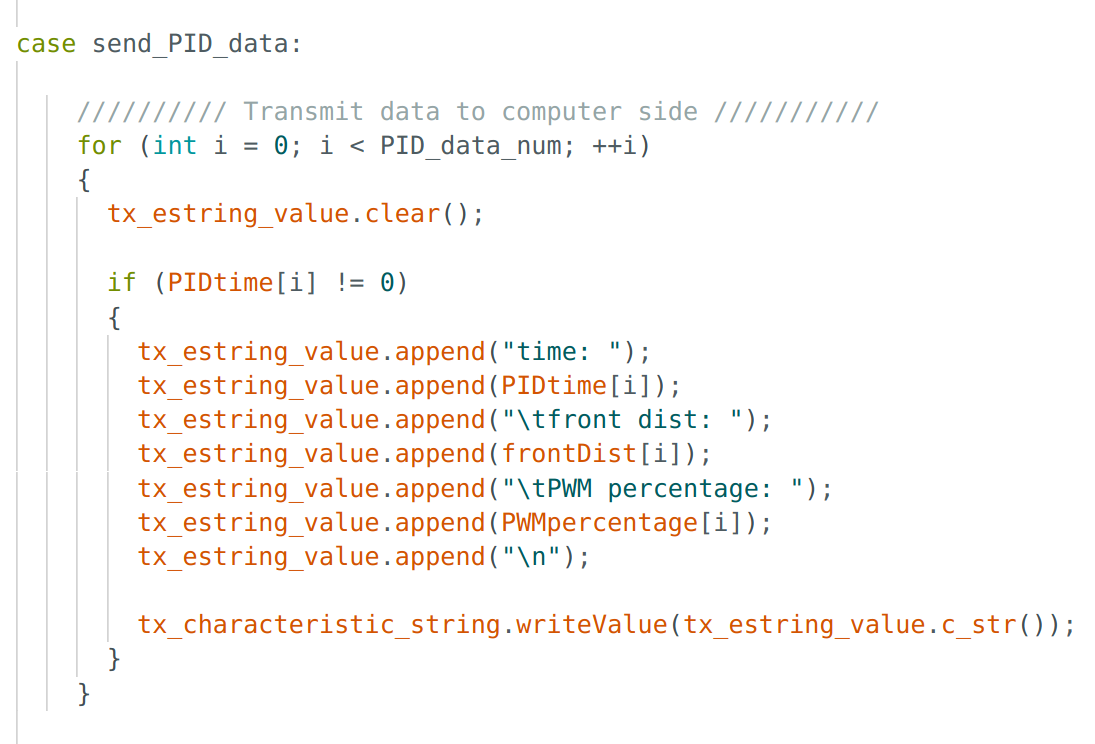 case send_PID_data:
////////// Transmit data to computer side ///////////
for (int i = 0; i < PID_data_num; ++i)
{
tx_estring_value.clear();
if (PIDtime[i] != 0)
{
tx_estring_value.append("time: ");
tx_estring_value.append(PIDtime[i]);
tx_estring_value.append("\tfront dist: ");
tx_estring_value.append(frontDist[i]);
tx_estring_value.append("\tPWM percentage: ");
tx_estring_value.append(PWMpercentage[i]);
tx_estring_value.append("\n");
tx_characteristic_string.writeValue(tx_estring_value.c_str());
}
}